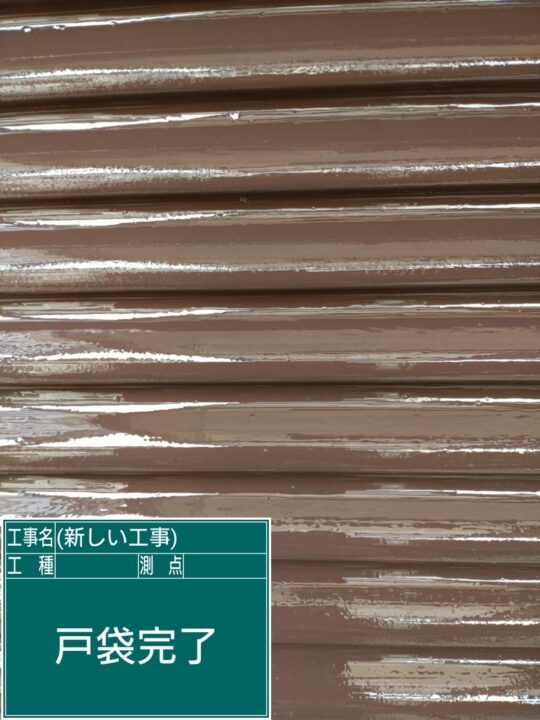 工事名 (新しい工事)
工種 測点
戸袋完了